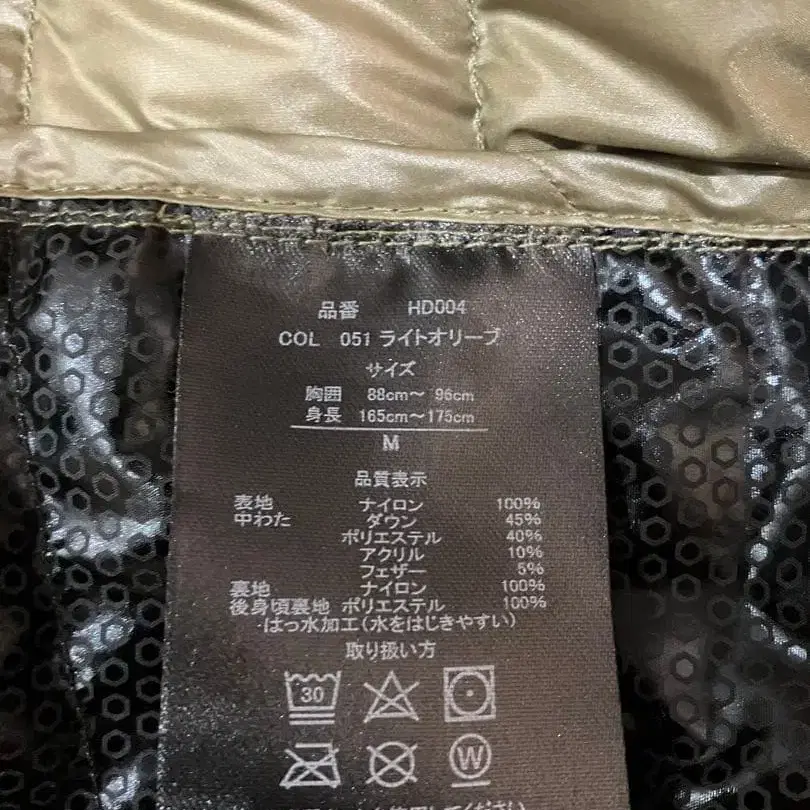 品番 HD004
COL 051 ライトオリーブ
サイズ
胸囲 88cm～ 96cm
身長 165cm～175cm
M
品質表示
表地 ナイロン 100%
中わた ダウン 45%
ポリエステル 40%
アクリル 10%
フェザー 5%
裏地 ナイロン 100%
後身頃裏地 ポリエステル 100%
はっ水加工(水をはじきやすい)
取り扱い方
30
W